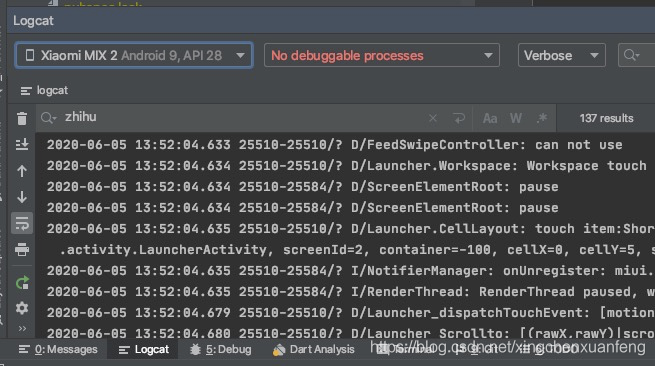 pubspec.lock
Logcat
Xiaomi MIX 2 Android 9, API 28 No debuggable processes Verbose
logcat
zhihu Aa W .* 137 results
2020-06-05 13:52:04.633 25510-25510/? D/FeedSwipeController: can not use
2020-06-05 13:52:04.634 25510-25510/? D/Launcher.Workspace: Workspace touch
2020-06-05 13:52:04.634 25510-25584/? D/ScreenElementRoot: pause
2020-06-05 13:52:04.634 25510-25584/? D/ScreenElementRoot: pause
2020-06-05 13:52:04.635 25510-25510/? D/Launcher.CellLayout: touch item:Shor
.activity.LauncherActivity, screenId=2, container=-100, cellX=0, cellY=5, s
2020-06-05 13:52:04.635 25510-25584/? I/NotifierManager: onUnregister: miui.
2020-06-05 13:52:04.635 25510-25584/? I/RenderThread: RenderThread paused, w
2020-06-05 13:52:04.679 25510-25510/? D/Launcher_dispatchTouchEvent: [motion
2020-06-05 13:52:04.680 25510-25510/? D/Launcher Scrollto: [(rawX,rawY)|scro
0: Messages Logcat 5: Debug Dart Analysis Terminal
https://blog.csdn.net/xingchenxuanfeng